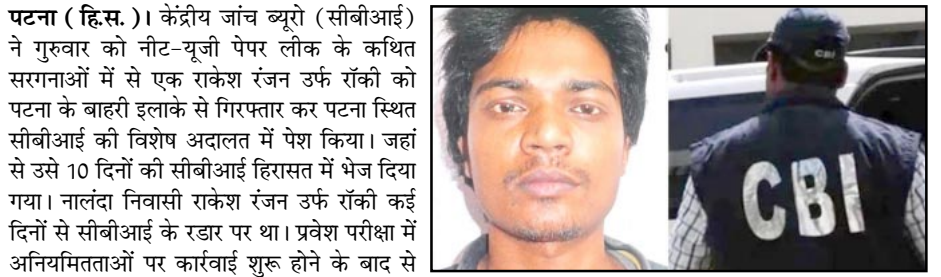 पटना (हि.स.)। केंद्रीय जांच ब्यूरो (सीबीआई)
ने गुरुवार को नीट-यूजी पेपर लीक के कथित
सरगनाओं में से एक राकेश रंजन उर्फ रॉकी को
पटना के बाहरी इलाके से गिरफ्तार कर पटना स्थित
सीबीआई की विशेष अदालत में पेश किया। जहां
से उसे 10 दिनों की सीबीआई हिरासत में भेज दिया
गया। नालंदा निवासी राकेश रंजन उर्फ रॉकी कई
दिनों से सीबीआई के रडार पर था। प्रवेश परीक्षा में
अनियमितताओं पर कार्रवाई शुरू होने के बाद से
CBI
CBI